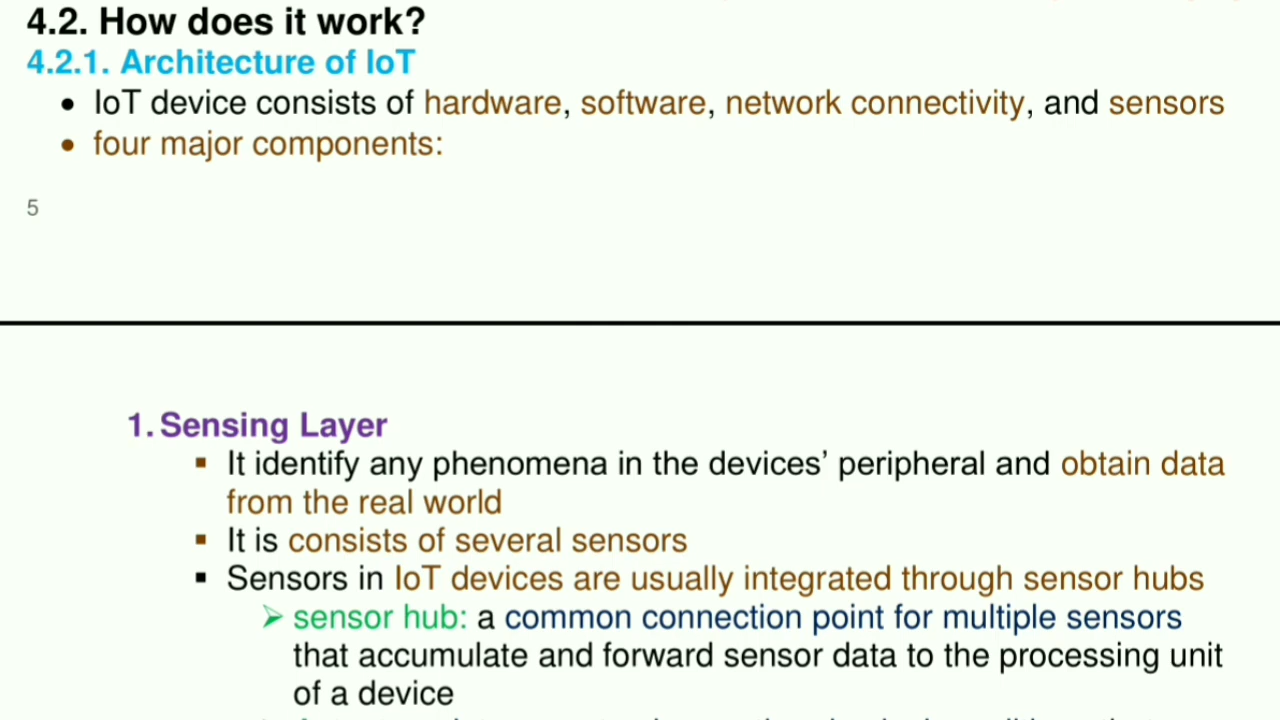 4.2. How does it work?
4.2.1. Architecture of IoT
• IoT device consists of hardware, software, network connectivity, and sensors
• four major components:
5
1. Sensing Layer
▪ It identify any phenomena in the devices’ peripheral and obtain data
from the real world
▪ It is consists of several sensors
▪ Sensors in IoT devices are usually integrated through sensor hubs
➢ sensor hub: a common connection point for multiple sensors
that accumulate and forward sensor data to the processing unit
of a device